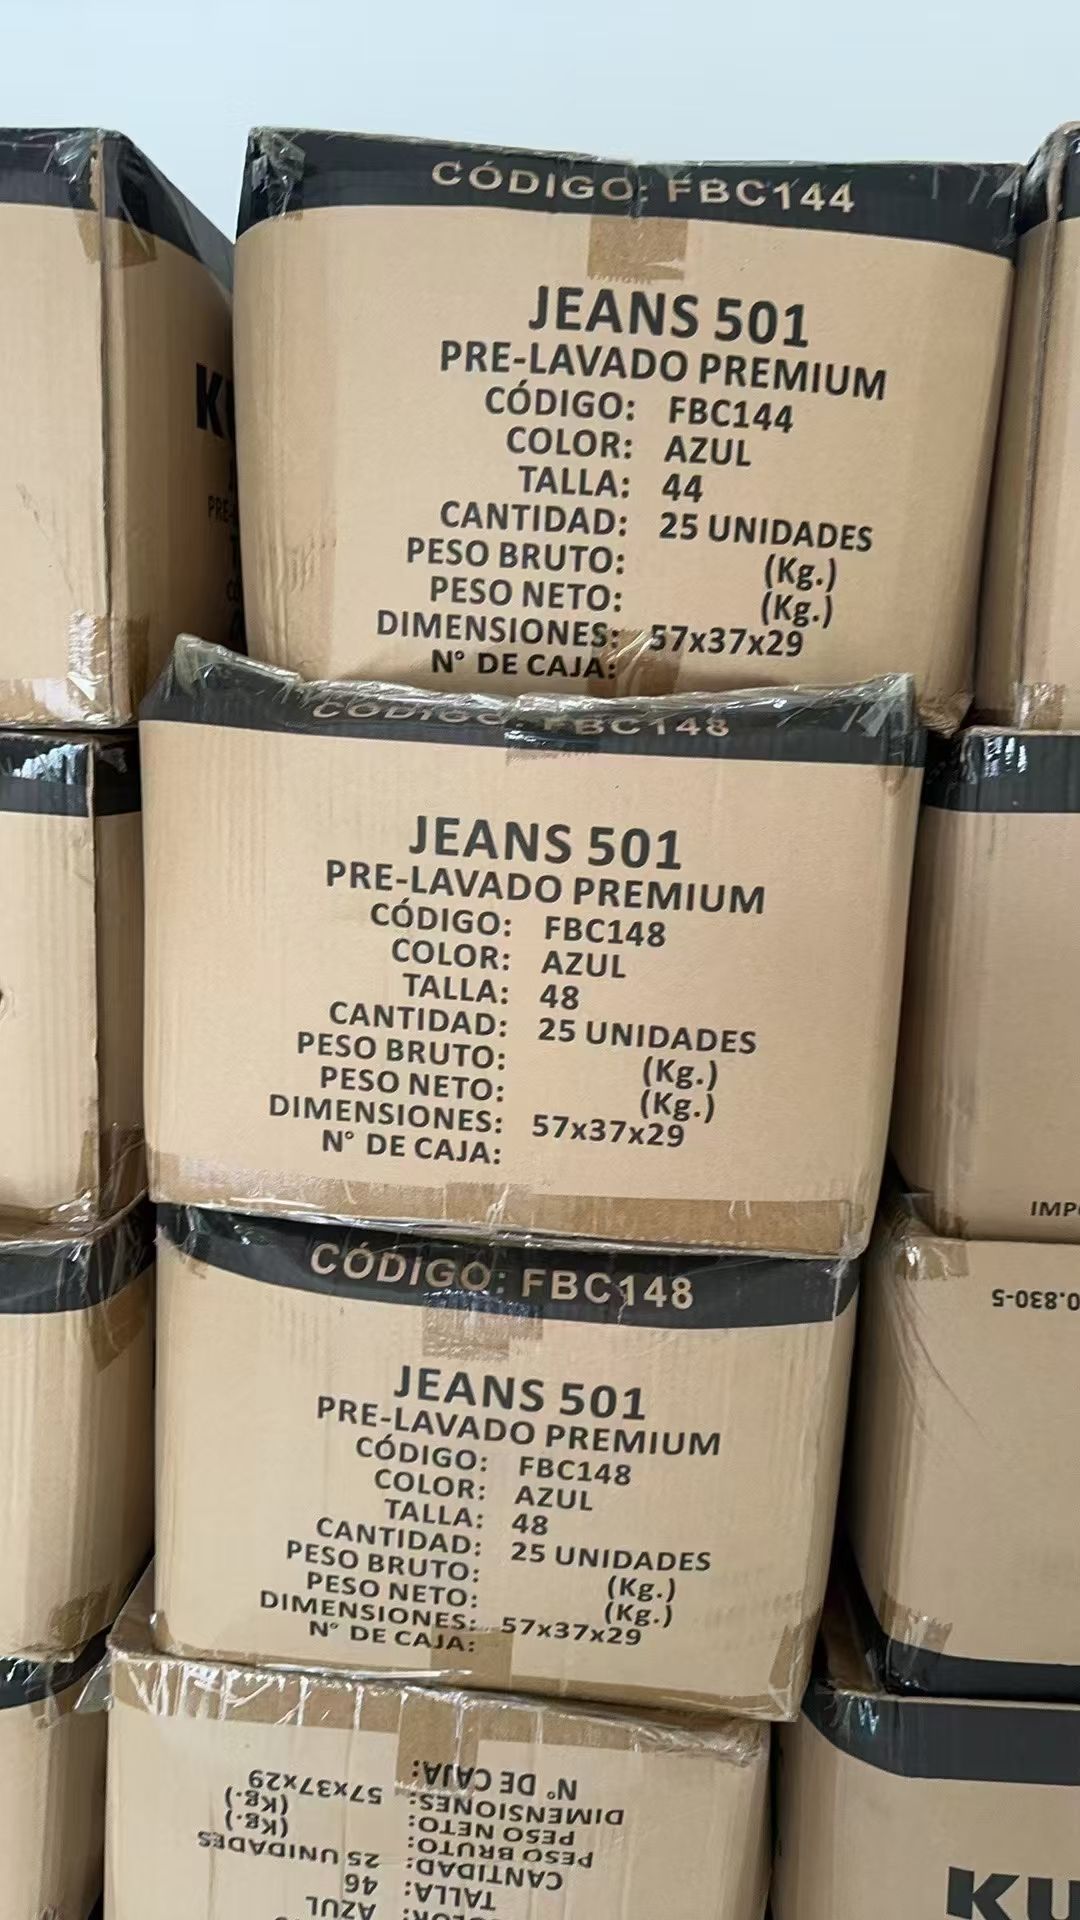 CÓDIGO: FBC144
JEANS 501
PRE-LAVADO PREMIUM
CÓDIGO: FBC144
COLOR: AZUL
TALLA: 44
CANTIDAD: 25 UNIDADES
PESO BRUTO: (Kg.)
PESO NETO: (Kg.)
DIMENSIONES: 57x37x29
N° DE CAJA:
CÓDIGO: FBC148
JEANS 501
PRE-LAVADO PREMIUM
CÓDIGO: FBC148
COLOR: AZUL
TALLA: 48
CANTIDAD: 25 UNIDADES
PESO BRUTO: (Kg.)
PESO NETO: (Kg.)
DIMENSIONES: 57x37x29
N° DE CAJA:
CÓDIGO: FBC148
JEANS 501
PRE-LAVADO PREMIUM
CÓDIGO: FBC148
COLOR: AZUL
TALLA: 48
CANTIDAD: 25 UNIDADES
PESO BRUTO: (Kg.)
PESO NETO: (Kg.)
DIMENSIONES: 57x37x29
N° DE CAJA:
AZUL
TALLA: 46
CANTIDAD: 25 UNIDADES
PESO BRUTO: (Kg.)
PESO NETO: (Kg.)
DIMENSIONES: 57x37x29
N° DE CAJA:
IMP
0.830-5
KU